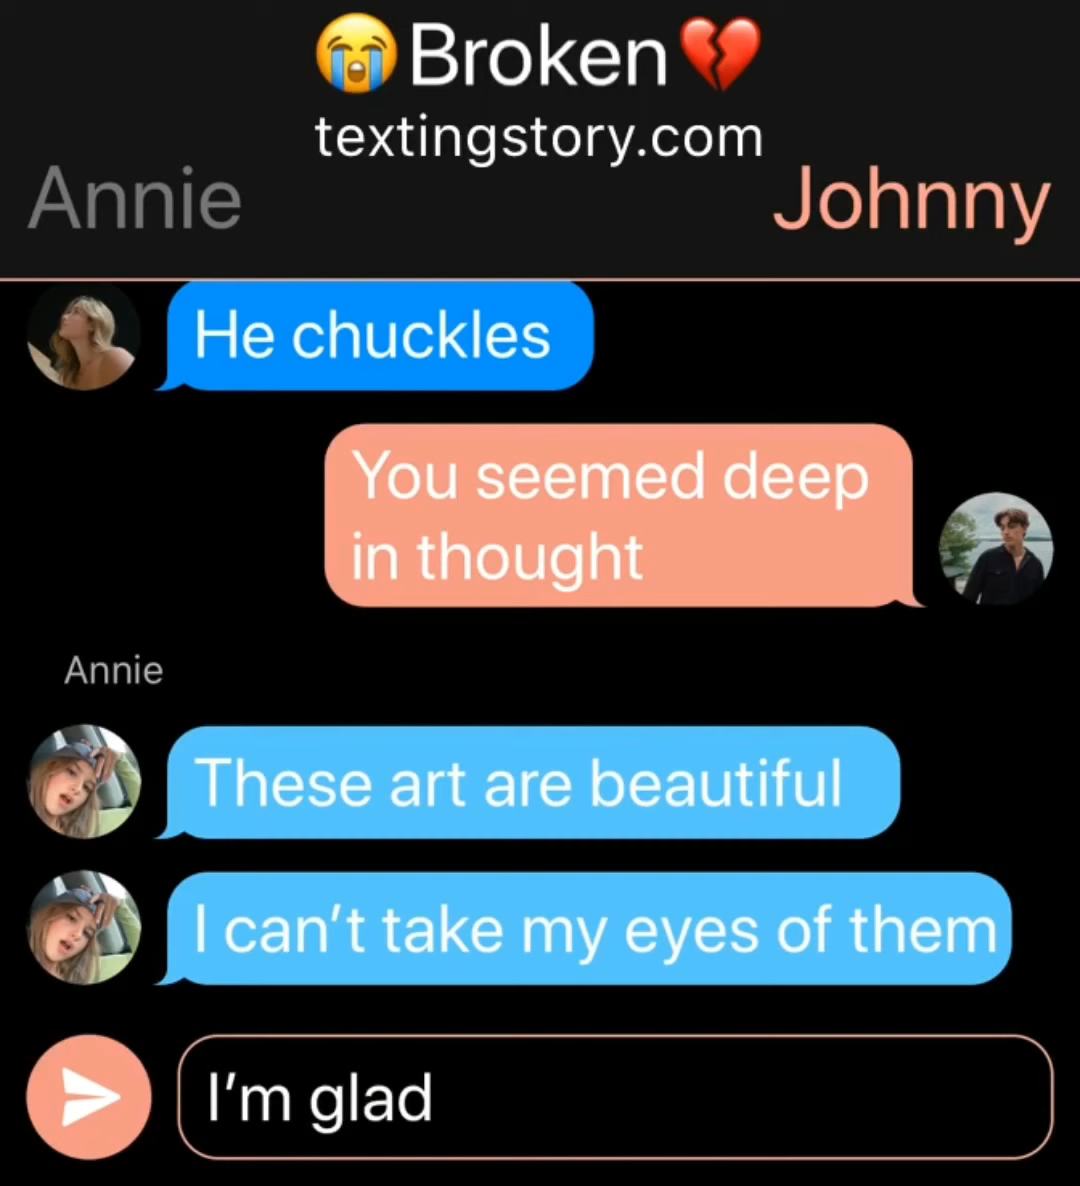 😭Broken💔
textingstory.com
Annie
Johnny
He chuckles
You seemed deep
in thought
Annie
These art are beautiful
I can't take my eyes of them
I'm glad